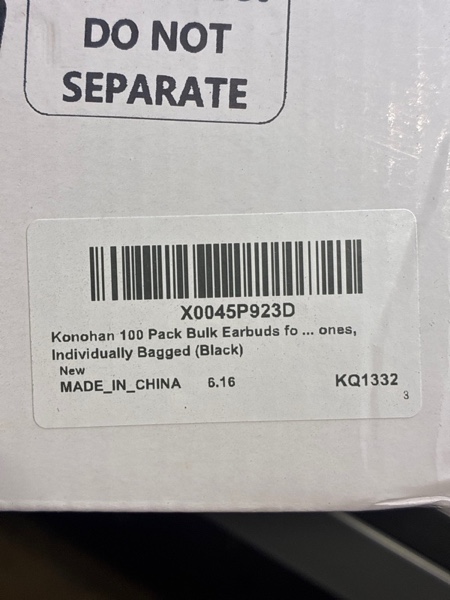 DO NOT
SEPARATE
X0045P923D
Konohan 100 Pack Bulk Earbuds fo ... ones,
Individually Bagged (Black)
New
MADE_IN_CHINA 6.16 KQ1332
3